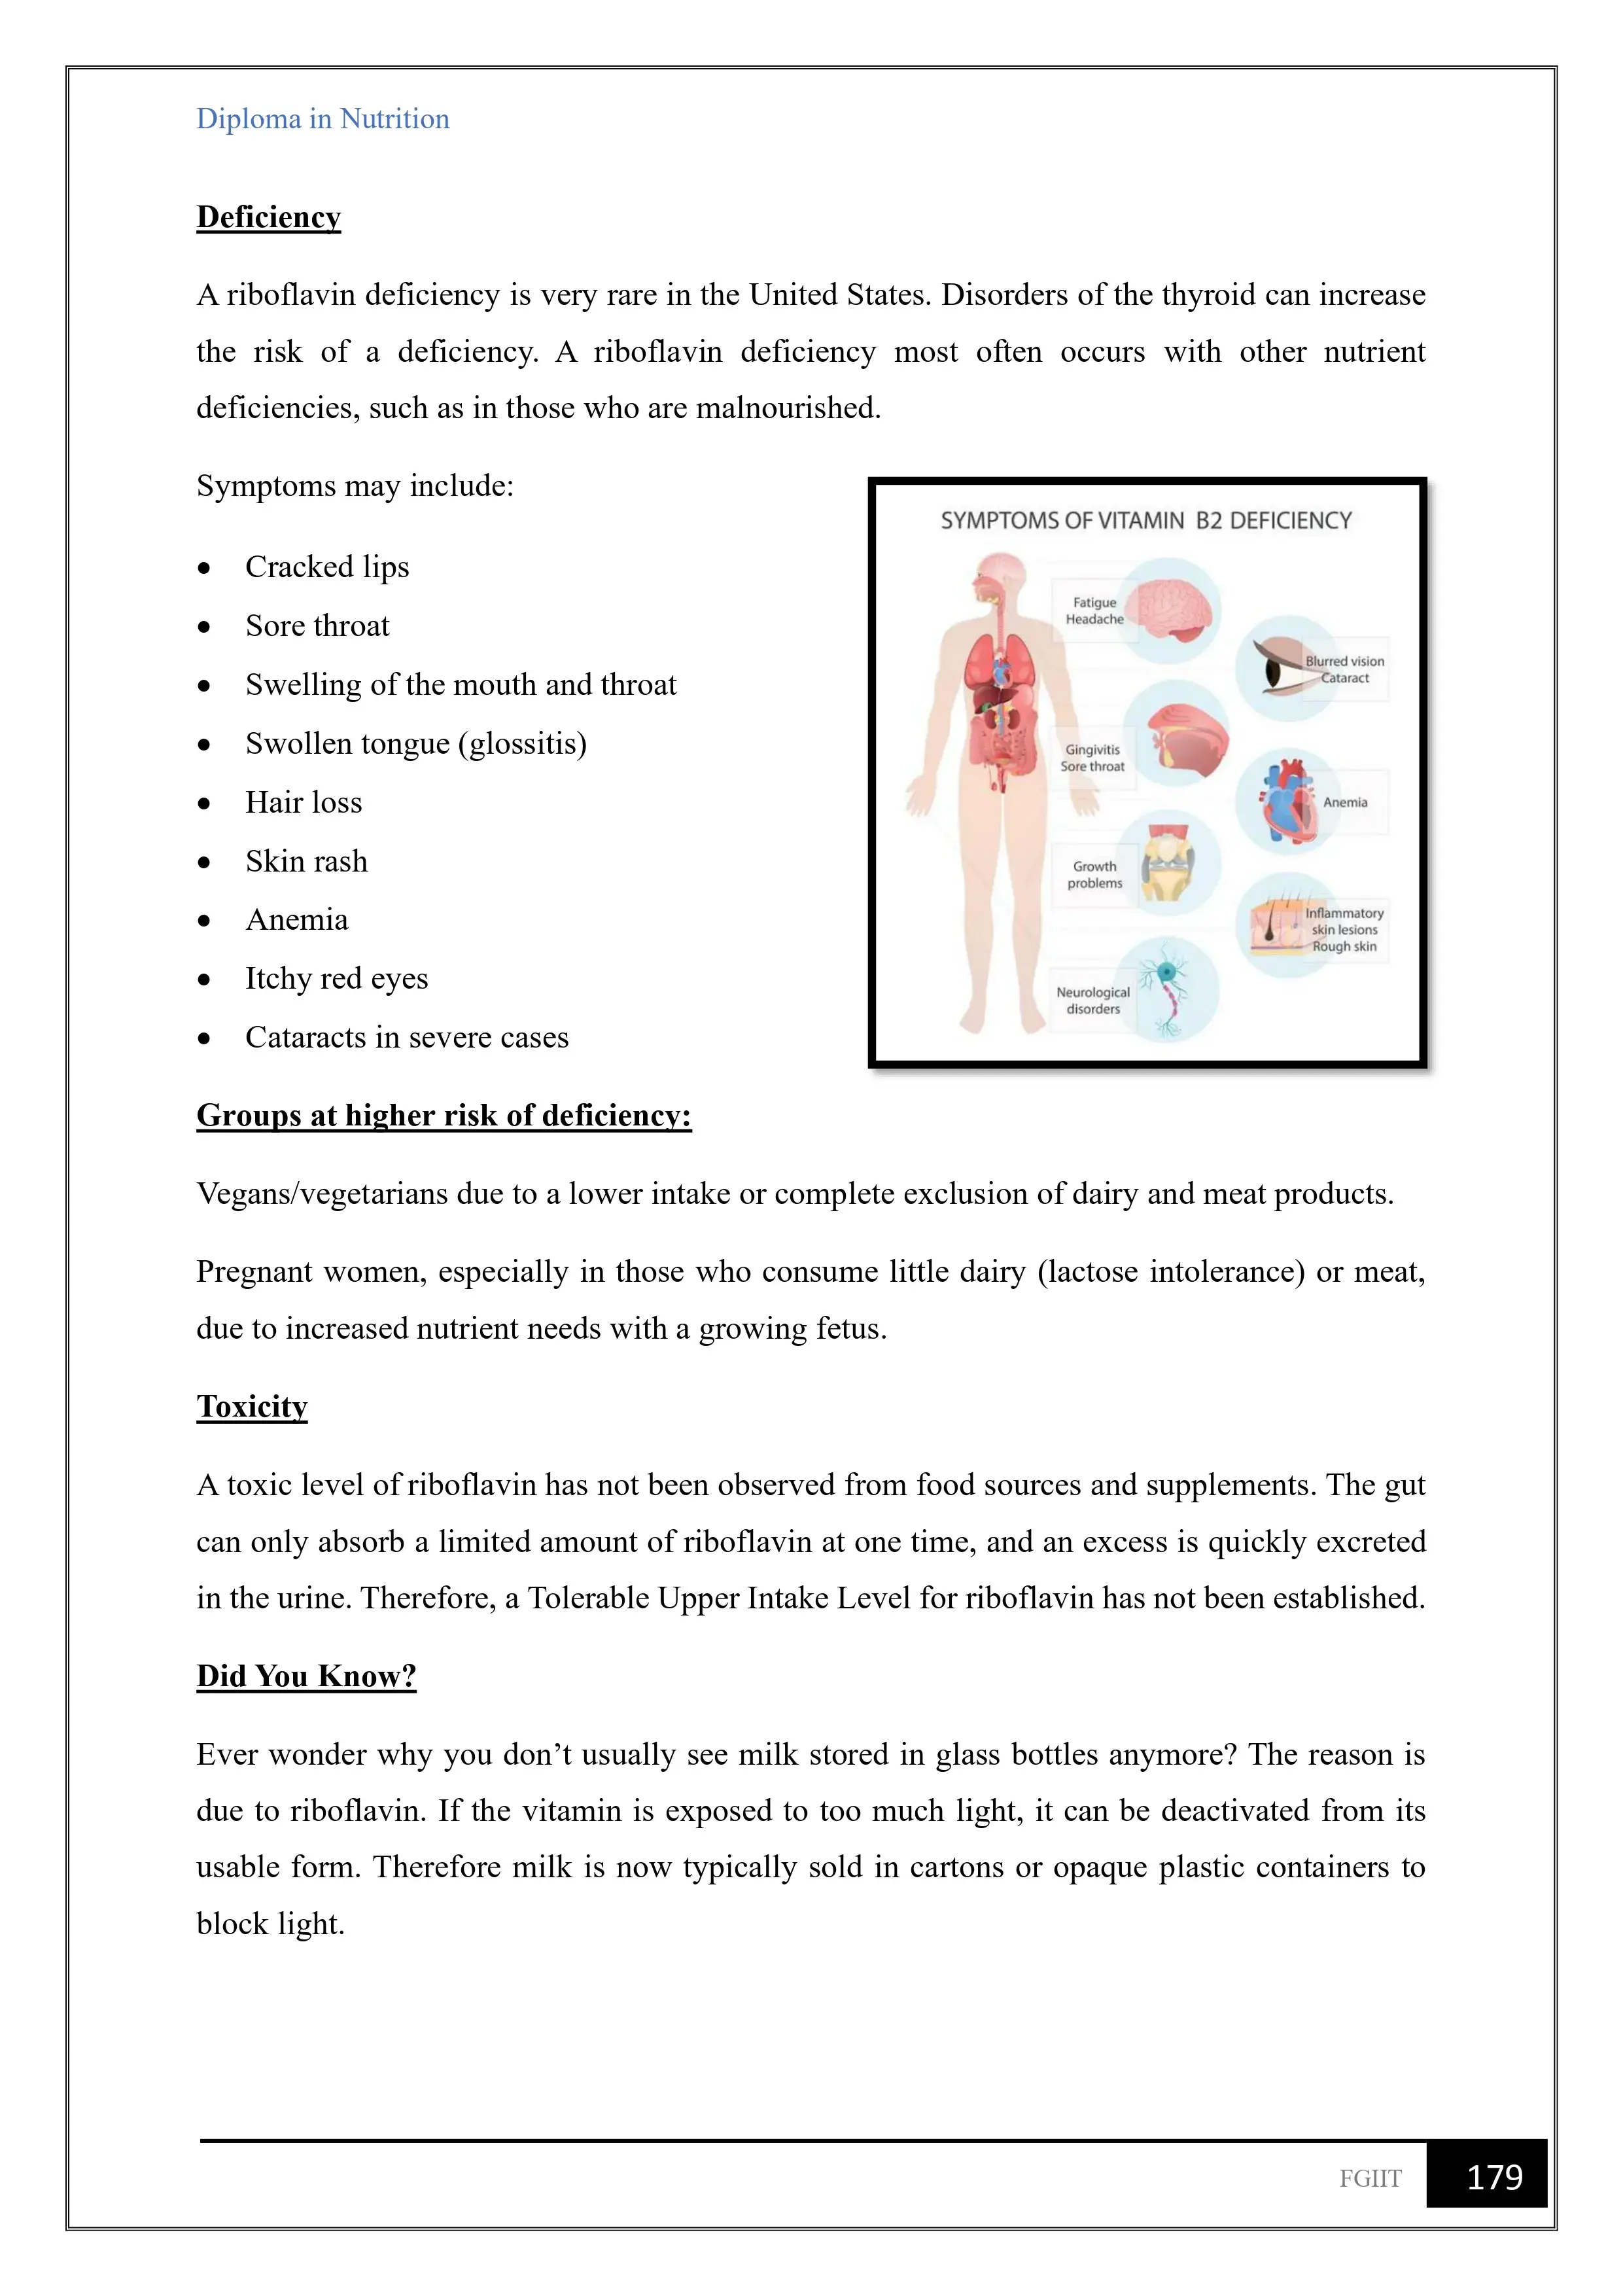 Diploma in Nutrition
Deficiency
A riboflavin deficiency is very rare in the United States. Disorders of the thyroid can increase
the risk of a deficiency. A riboflavin deficiency most often occurs with other nutrient
deficiencies, such as in those who are malnourished.
Symptoms may include:
• Cracked lips
• Sore throat
• Swelling of the mouth and throat
• Swollen tongue (glossitis)
• Hair loss
• Skin rash
• Anemia
• Itchy red eyes
• Cataracts in severe cases
SYMPTOMS OF VITAMIN B2 DEFICIENCY
Fatigue
Headache
Blurred vision
Cataract
Gingivitis
Sore throat
Anemia
Growth
problems
Inflammatory
skin lesions
Rough skin
Neurological
disorders
Groups at higher risk of deficiency:
Vegans/vegetarians due to a lower intake or complete exclusion of dairy and meat products.
Pregnant women, especially in those who consume little dairy (lactose intolerance) or meat,
due to increased nutrient needs with a growing fetus.
Toxicity
A toxic level of riboflavin has not been observed from food sources and supplements. The gut
can only absorb a limited amount of riboflavin at one time, and an excess is quickly excreted
in the urine. Therefore, a Tolerable Upper Intake Level for riboflavin has not been established.
Did You Know?
Ever wonder why you don’t usually see milk stored in glass bottles anymore? The reason is
due to riboflavin. If the vitamin is exposed to too much light, it can be deactivated from its
usable form. Therefore milk is now typically sold in cartons or opaque plastic containers to
block light.
FGIIT 179